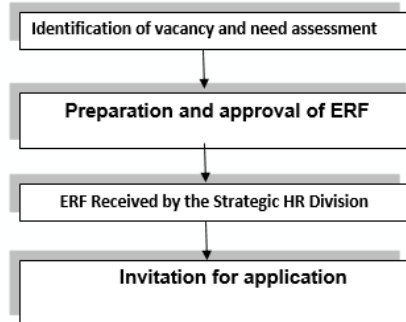 Identification of vacancy and need assessment
Preparation and approval of ERF
ERF Received by the Strategic HR Division
Invitation for application